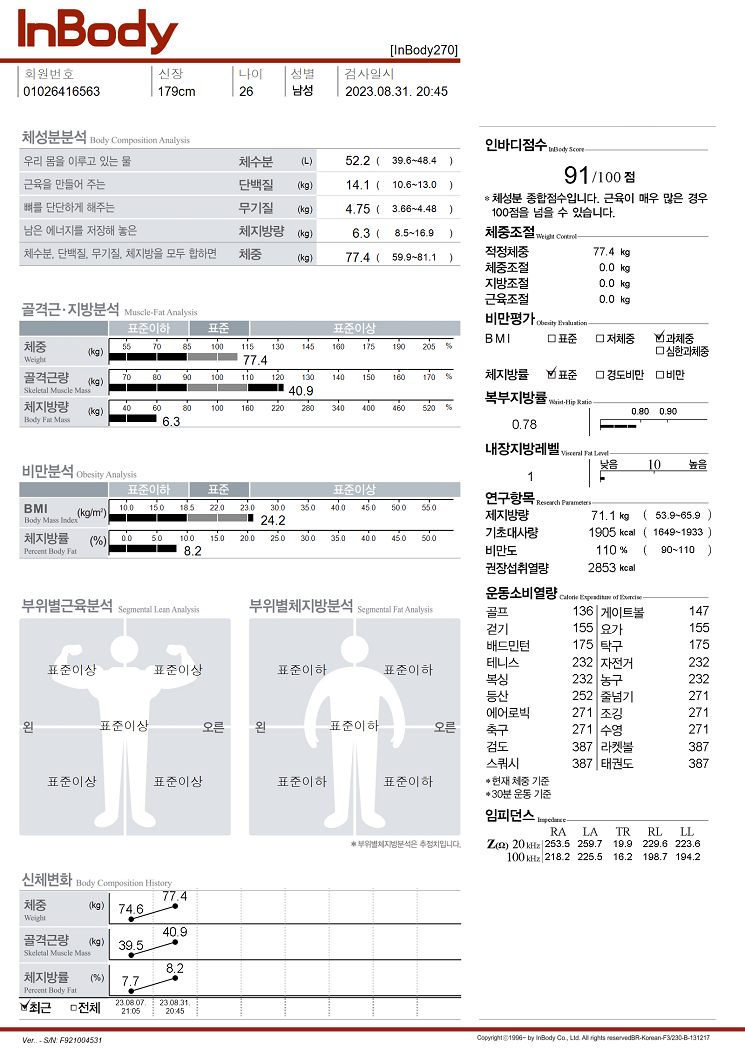 InBody
[InBody270]
회원번호 신장 나이 성별 검사일시
01026416563 179cm 26 남성 2023.08.31. 20:45
체성분분석 Body Composition Analysis
우리 몸을 이루고 있는 물 체수분 (L) 52.2 ( 39.6~48.4 )
근육을 만들어 주는 단백질 (kg) 14.1 ( 10.6~13.0 )
뼈를 단단하게 해주는 무기질 (kg) 4.75 ( 3.66~4.48 )
남은 에너지를 저장해 놓은 체지방량 (kg) 6.3 ( 8.5~16.9 )
체수분, 단백질, 무기질, 체지방을 모두 합하면 체중 (kg) 77.4 ( 59.9~81.1 )
골격근·지방분석 Muscle-Fat Analysis
표준이하 표준 표준이상
체중 (kg) 55 70 85 100 115 130 145 160 175 190 205 %
Weight 77.4
골격근량 (kg) 70 80 90 100 110 120 130 140 150 160 170 %
Skeletal Muscle Mass 40.9
체지방량 (kg) 40 60 80 100 160 220 280 340 400 460 520 %
Body Fat Mass 6.3
비만분석 Obesity Analysis
표준이하 표준 표준이상
BMI (kg/m²) 10.0 15.0 18.5 22.0 23.0 30.0 35.0 40.0 45.0 50.0 55.0
Body Mass Index 24.2
체지방률 (%) 0.0 5.0 10.0 15.0 20.0 25.0 30.0 35.0 40.0 45.0 50.0
Percent Body Fat 8.2
부위별근육분석 Segmental Lean Analysis
표준이상 표준이상
왼 표준이상 오른
표준이상 표준이상
부위별체지방분석 Segmental Fat Analysis
표준이하 표준이하
왼 표준이하 오른
표준이하 표준이하
* 부위별체지방분석은 추정치입니다.
신체변화 Body Composition History
체중 (kg) 74.6 77.4
Weight
골격근량 (kg) 39.5 40.9
Skeletal Muscle Mass
체지방률 (%) 7.7 8.2
Percent Body Fat
최근 전체 23.08.07. 23.08.31.
21:05 20:45
인바디점수 InBody Score
91/100 점
* 체성분 종합점수입니다. 근육이 매우 많은 경우
100점을 넘을 수 있습니다.
체중조절 Weight Control
적정체중 77.4 kg
체중조절 0.0 kg
지방조절 0.0 kg
근육조절 0.0 kg
비만평가 Obesity Evaluation
BMI 표준 저체중 과체중
심한과체중
체지방률 표준 경도비만 비만
복부지방률 Waist-Hip Ratio
0.80 0.90
0.78
내장지방레벨 Visceral Fat Level
낮음 10 높음
1
연구항목 Research Parameters
제지방량 71.1 kg ( 53.9~65.9 )
기초대사량 1905 kcal ( 1649~1933 )
비만도 110 % ( 90~110 )
권장섭취열량 2853 kcal
운동소비열량 Calorie Expenditure of Exercise
골프 136 게이트볼 147
걷기 155 요가 155
배드민턴 175 탁구 175
테니스 232 자전거 232
복싱 232 농구 232
등산 252 줄넘기 271
에어로빅 271 조깅 271
축구 271 수영 271
검도 387 라켓볼 387
스쿼시 387 태권도 387
*현재 체중 기준
*30분 운동 기준
임피던스 Impedance
RA LA TR RL LL
Z(Ω) 20 kHz 253.5 259.7 19.9 229.6 223.6
100 kHz 218.2 225.5 16.2 198.7 194.2
Ver.. - S/N. F921004531
Copyright©1996~ by InBody Co., Ltd. All rights reservedBR-Korean-F3/230-B-131217